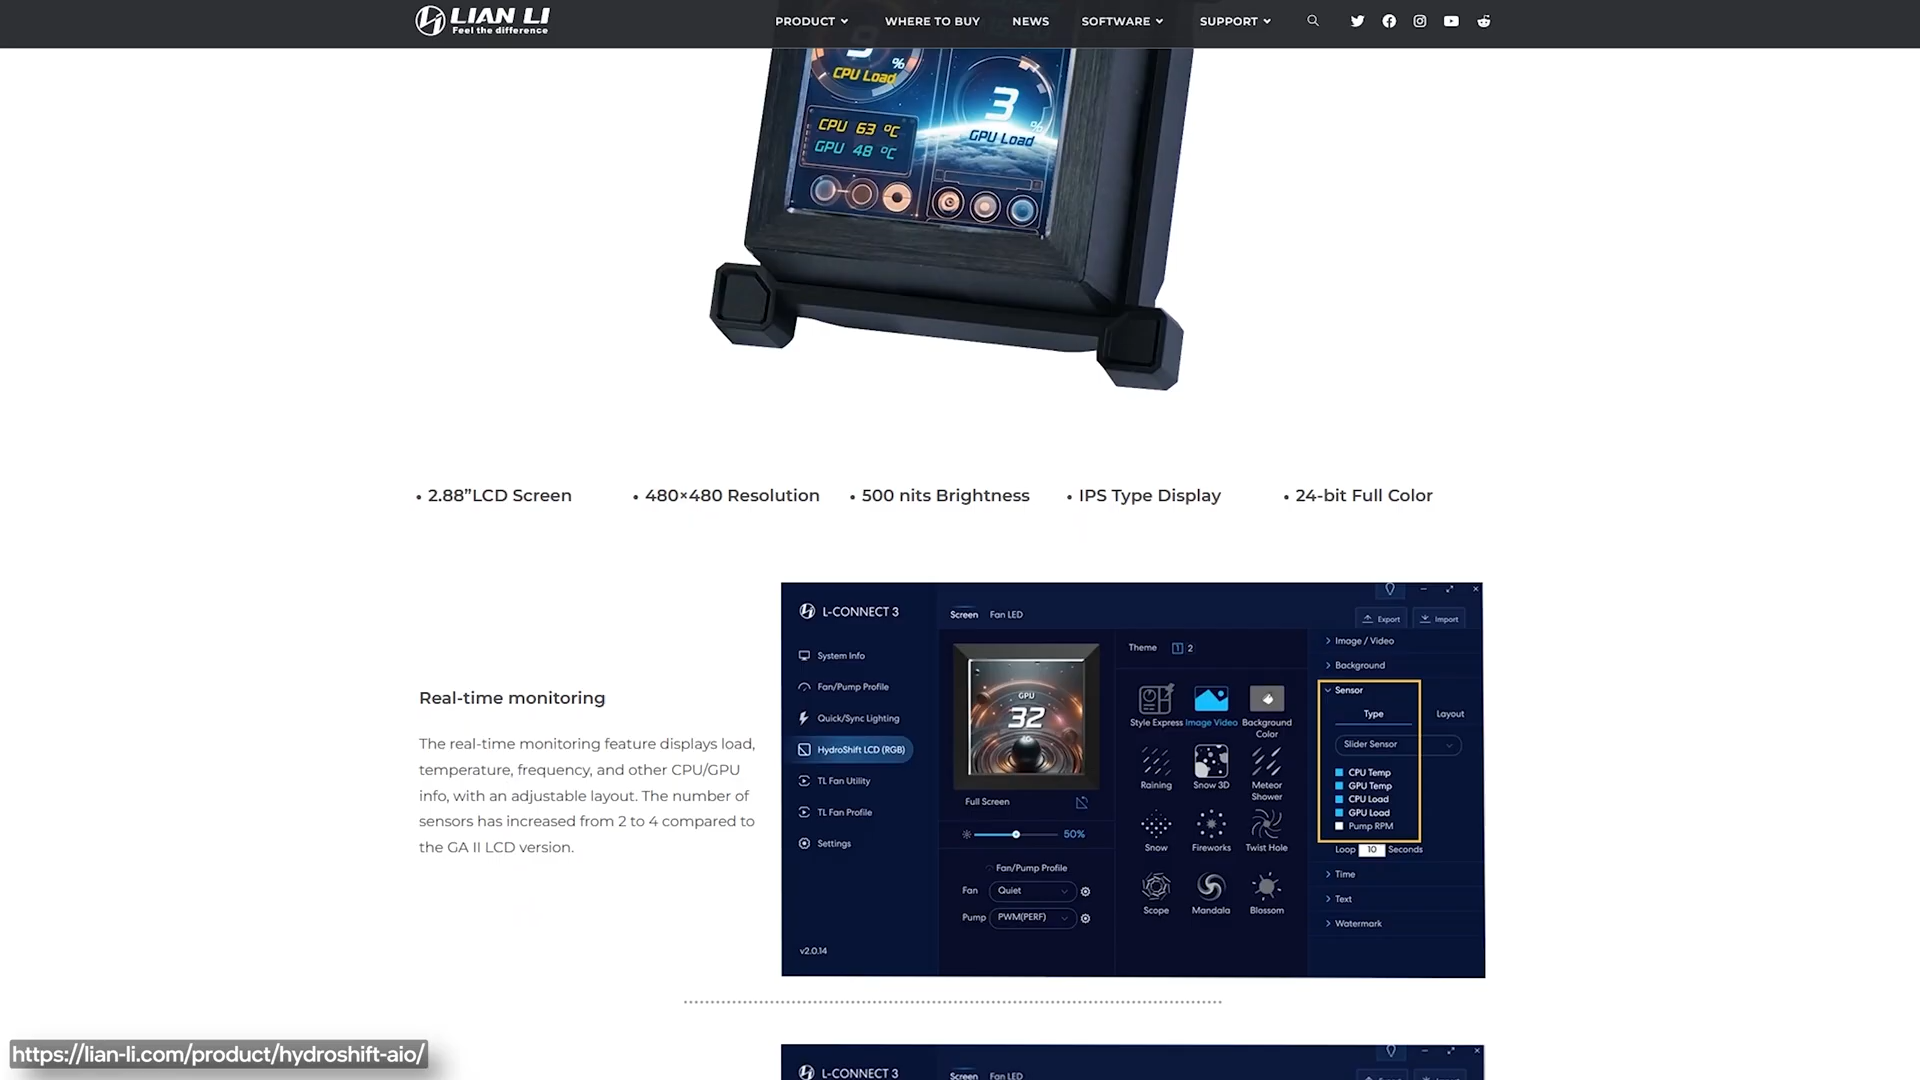 LIAN LI
Feel the difference
PRODUCT
WHERE TO BUY
NEWS
SOFTWARE
SUPPORT
%
CPU Load
CPU 63 °C
GPU 48 °C
3
%
GPU Load
• 2.88”LCD Screen
• 480×480 Resolution
• 500 nits Brightness
• IPS Type Display
• 24-bit Full Color
Real-time monitoring
The real-time monitoring feature displays load,
temperature, frequency, and other CPU/GPU
info, with an adjustable layout. The number of
sensors has increased from 2 to 4 compared to
the GA II LCD version.
L-CONNECT 3
System Info
Fan/Pump Profile
Quick/Sync Lighting
HydroShift LCD (RGB)
TL Fan Utility
TL Fan Profile
Settings
v2.0.14
Screen
Fan LED
Export
Import
GPU
32
Full Screen
50%
Fan/Pump Profile
Fan
Quiet
Pump
PWM(PERF)
Theme
1
2
Style Express
Image Video
Background
Color
Raining
Snow 3D
Meteor
Shower
Snow
Fireworks
Twist Hole
Scope
Mandala
Blossom
Image / Video
Background
Sensor
Type
Layout
Slider Sensor
CPU Temp
GPU Temp
CPU Load
GPU Load
Pump RPM
Loop 10 Seconds
Time
Text
Watermark
L-CONNECT 3
Screen
Fan LED
https://lian-li.com/product/hydroshift-aio/